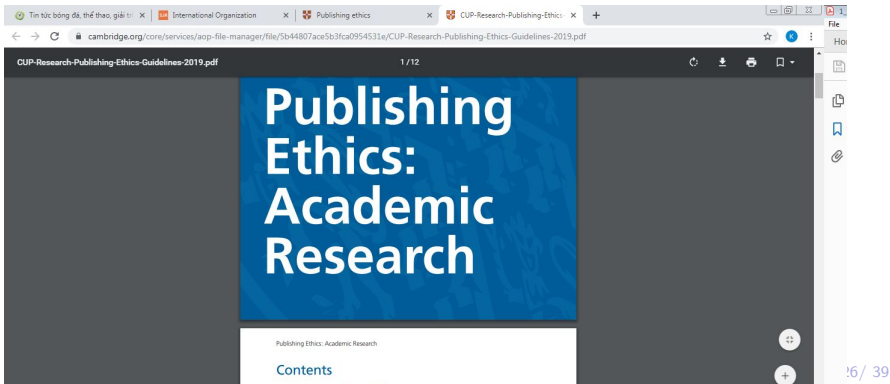 Tin tức bóng đá, thể thao, giải trí
International Organization
Publishing ethics
CUP-Research-Publishing-Ethics
cambridge.org/core/services/aop-file-manager/file/5b44807ace5b3fca0954531e/CUP-Research-Publishing-Ethics-Guidelines-2019.pdf
K
File
CUP-Research-Publishing-Ethics-Guidelines-2019.pdf
1 / 12
Publishing
Ethics:
Academic
Research
Publishing Ethics: Academic Research
Contents
26 / 39